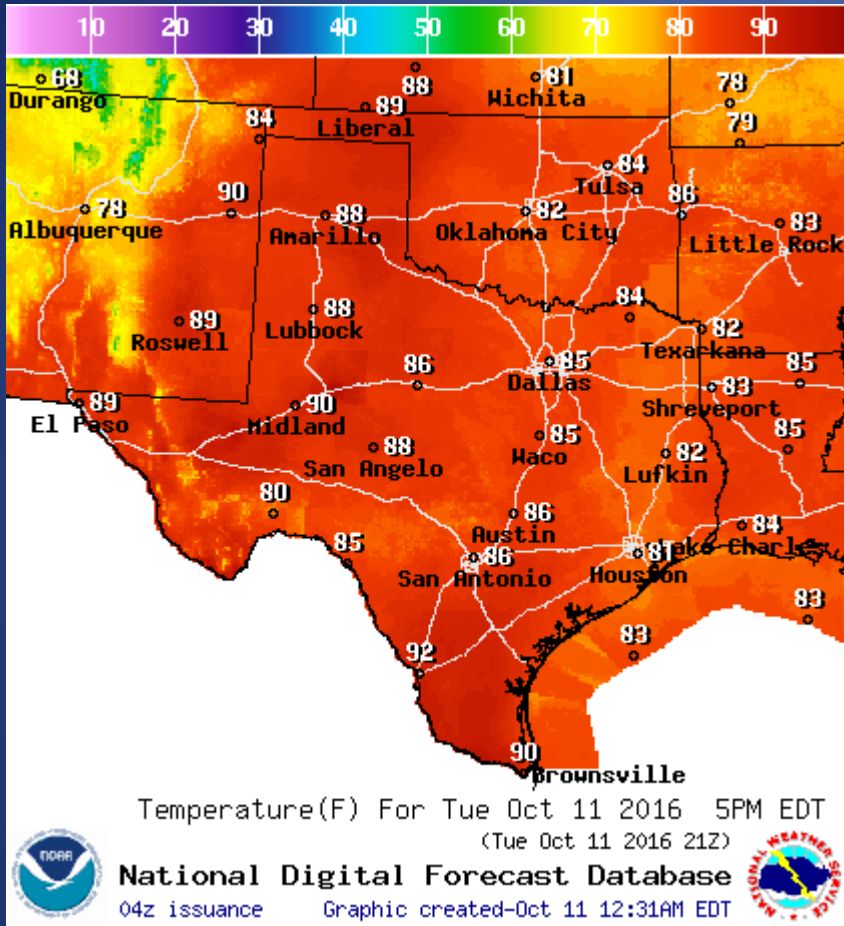 10 20 30 40 50 60 70 80 90
68 88 81 78
Durango Wichita
89
Liberal
84 79
84
Tulsa
78 90 88 82 86 83
Albuquerque Amarillo Oklahoma City Little Rock
89 88 84 82
Roswell Lubbock Texarkana
86 85 85
Dallas
89 90 83
El Paso Midland Shreveport
88 85 82 85
San Angelo Waco Lufkin
80 86 84
Austin Lake Charles
85 86 81
San Antonio Houston
83
83
92
90
Brownsville
Temperature(F) For Tue Oct 11 2016 5PM EDT
(Tue Oct 11 2016 21Z)
National Digital Forecast Database
04z issuance Graphic created-Oct 11 12:31AM EDT
NOAA
NATIONAL WEATHER SERVICE